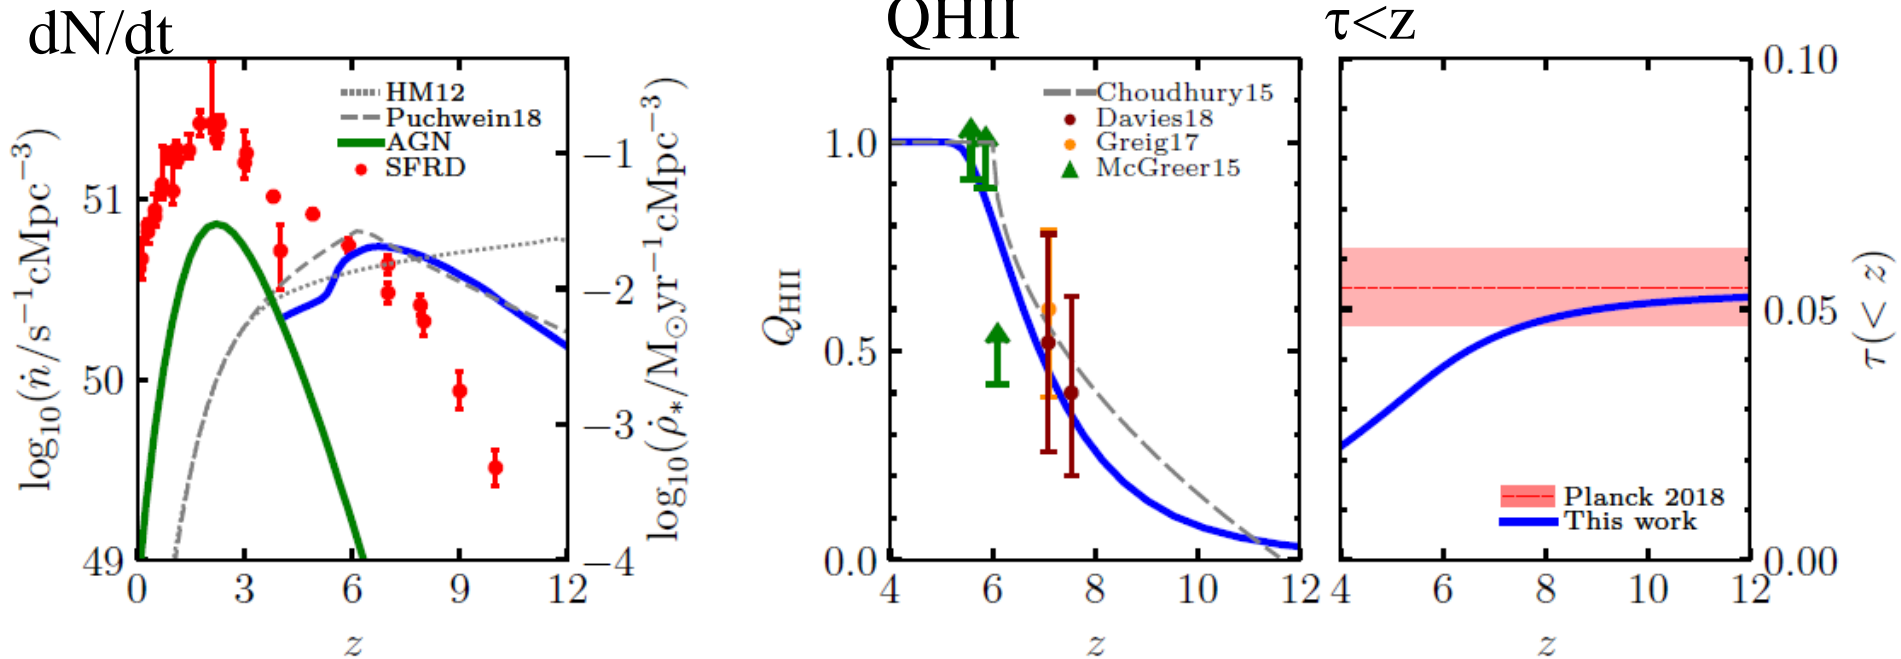 dN/dt
QHII
τ<z
HM12
Puchwein18
AGN
SFRD
51
50
49
−1
−2
−3
−4
0
3
6
9
12
z
log₁₀(ṅ/s⁻¹cMpc⁻³)
log₁₀(ρ̇*/M☉yr⁻¹cMpc⁻³)
Choudhury15
Davies18
Greig17
McGreer15
1.0
0.5
0.0
4
6
8
10
12
z
Q_HII
0.10
0.05
0.00
Planck 2018
This work
4
6
8
10
12
z
τ(< z)